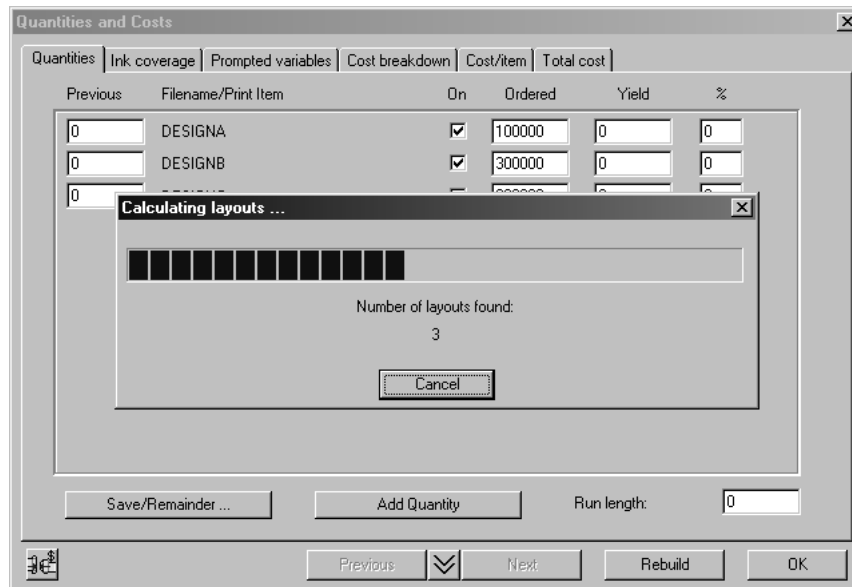 Quantities and Costs
Quantities Ink coverage Prompted variables Cost breakdown Cost/item Total cost
Previous Filename/Print Item On Ordered Yield %
0 DESIGNA 100000 0 0
0 DESIGNB 300000 0 0
0
Calculating layouts ...
Number of layouts found:
3
Cancel
Save/Remainder ... Add Quantity Run length: 0
Previous Next Rebuild OK